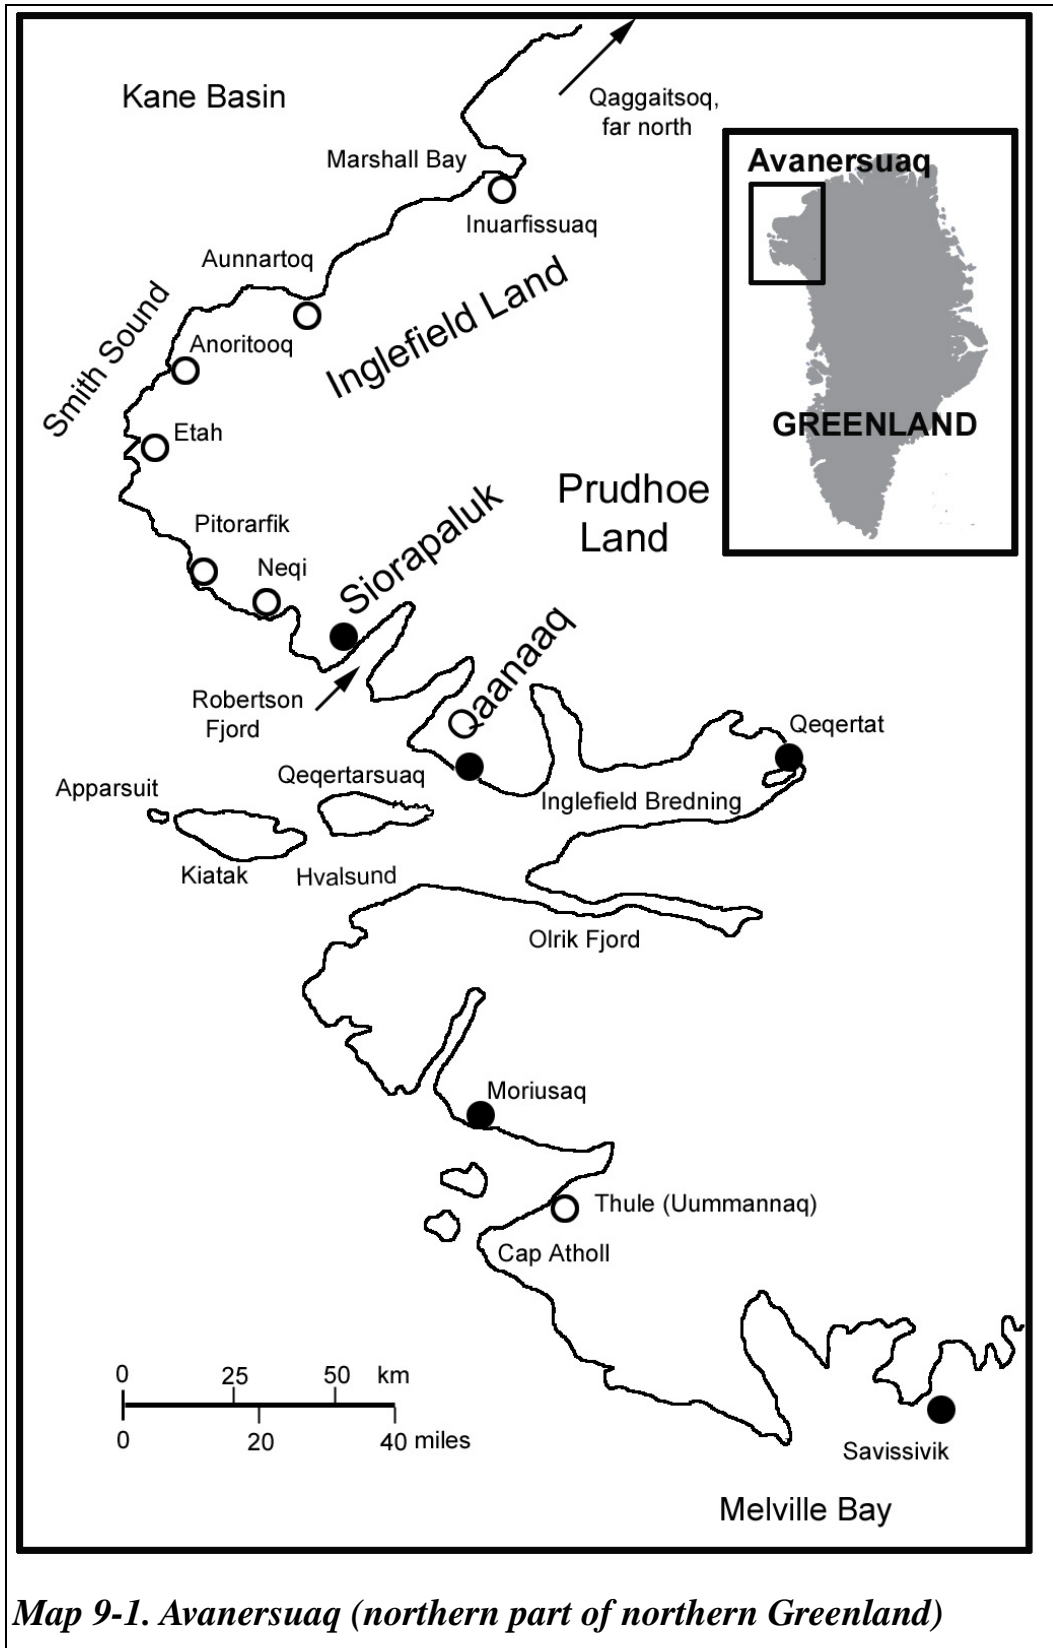 Kane Basin
Qaggaitsoq,
far north
Marshall Bay
Avanersuaq
Inuarfissuaq
Aunnartoq
Inglefield Land
Smith Sound
Anoritooq
GREENLAND
Etah
Prudhoe
Land
Pitorarfik
Siorapaluk
Neqi
Qaanaaq
Robertson
Fjord
Qeqertat
Qeqertarsuaq
Apparsuit
Inglefield Bredning
Kiatak
Hvalsund
Olrik Fjord
Moriusaq
Thule (Uummannaq)
Cap Atholl
0 25 50 km
0 20 40 miles
Savissivik
Melville Bay
Map 9-1. Avanersuaq (northern part of northern Greenland)